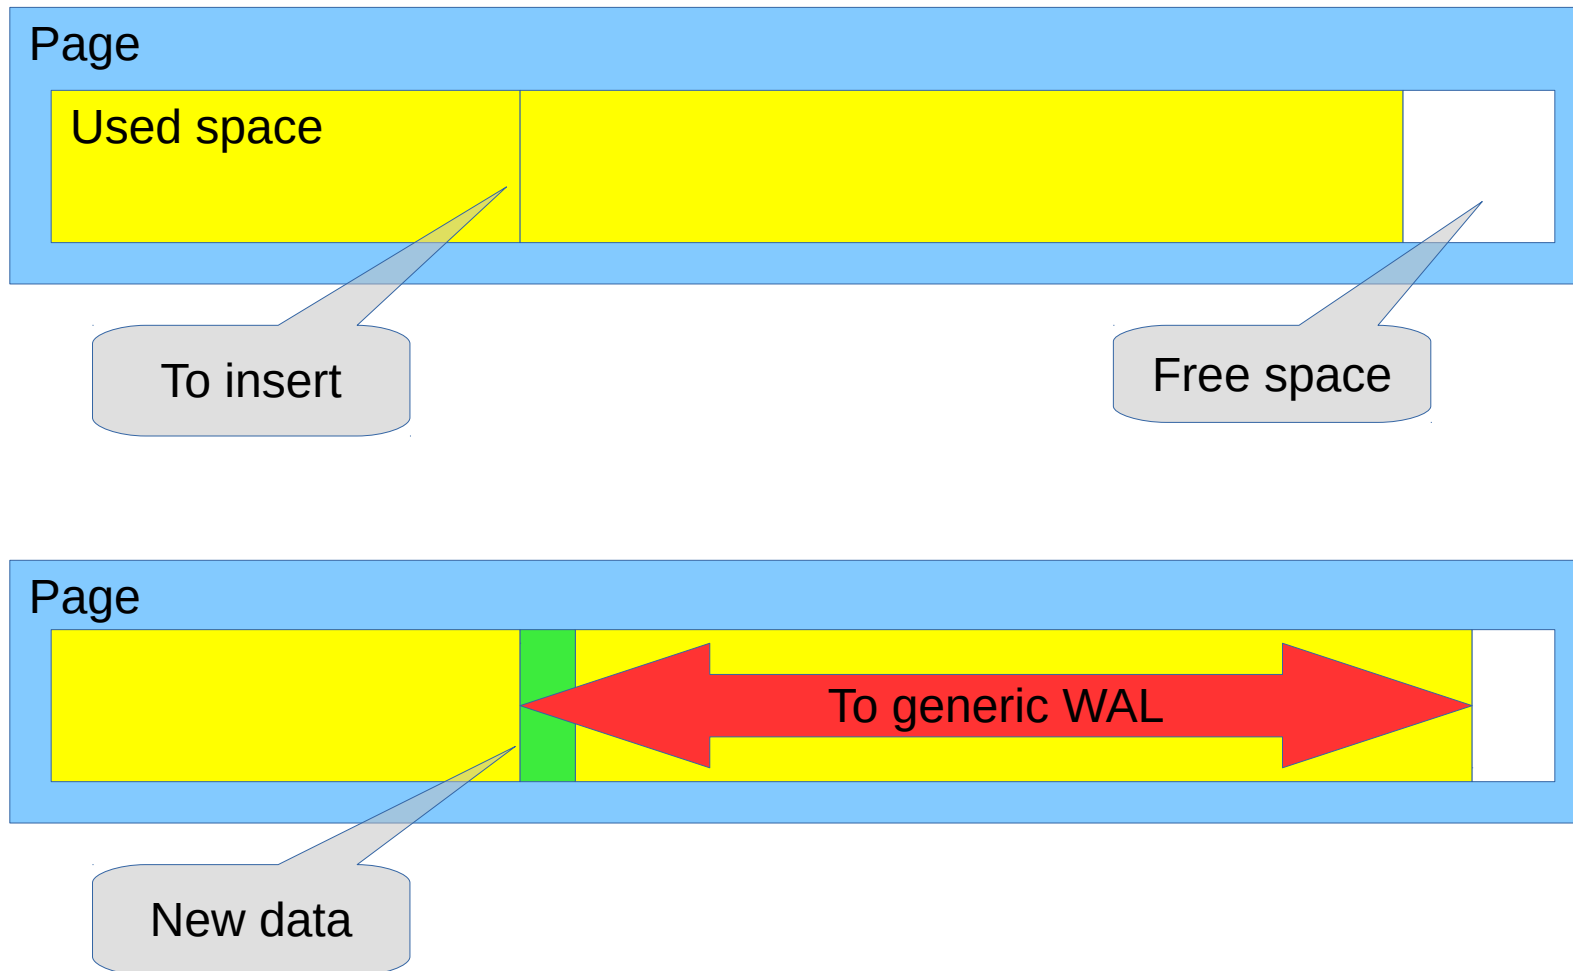 Page
Used space
To insert
Free space
Page
To generic WAL
New data